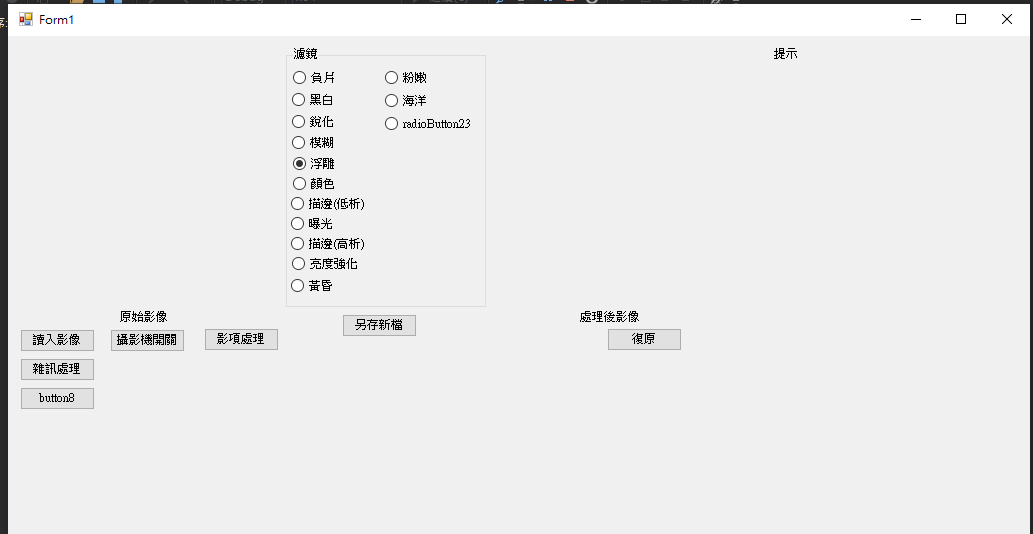 Form1
濾鏡
負片
黑白
銳化
模糊
浮雕
顏色
描邊(低析)
曝光
描邊(高析)
亮度強化
黃昏
粉嫩
海洋
radioButton23
提示
原始影像
處理後影像
另存新檔
讀入影像
攝影機開關
影項處理
復原
雜訊處理
button8